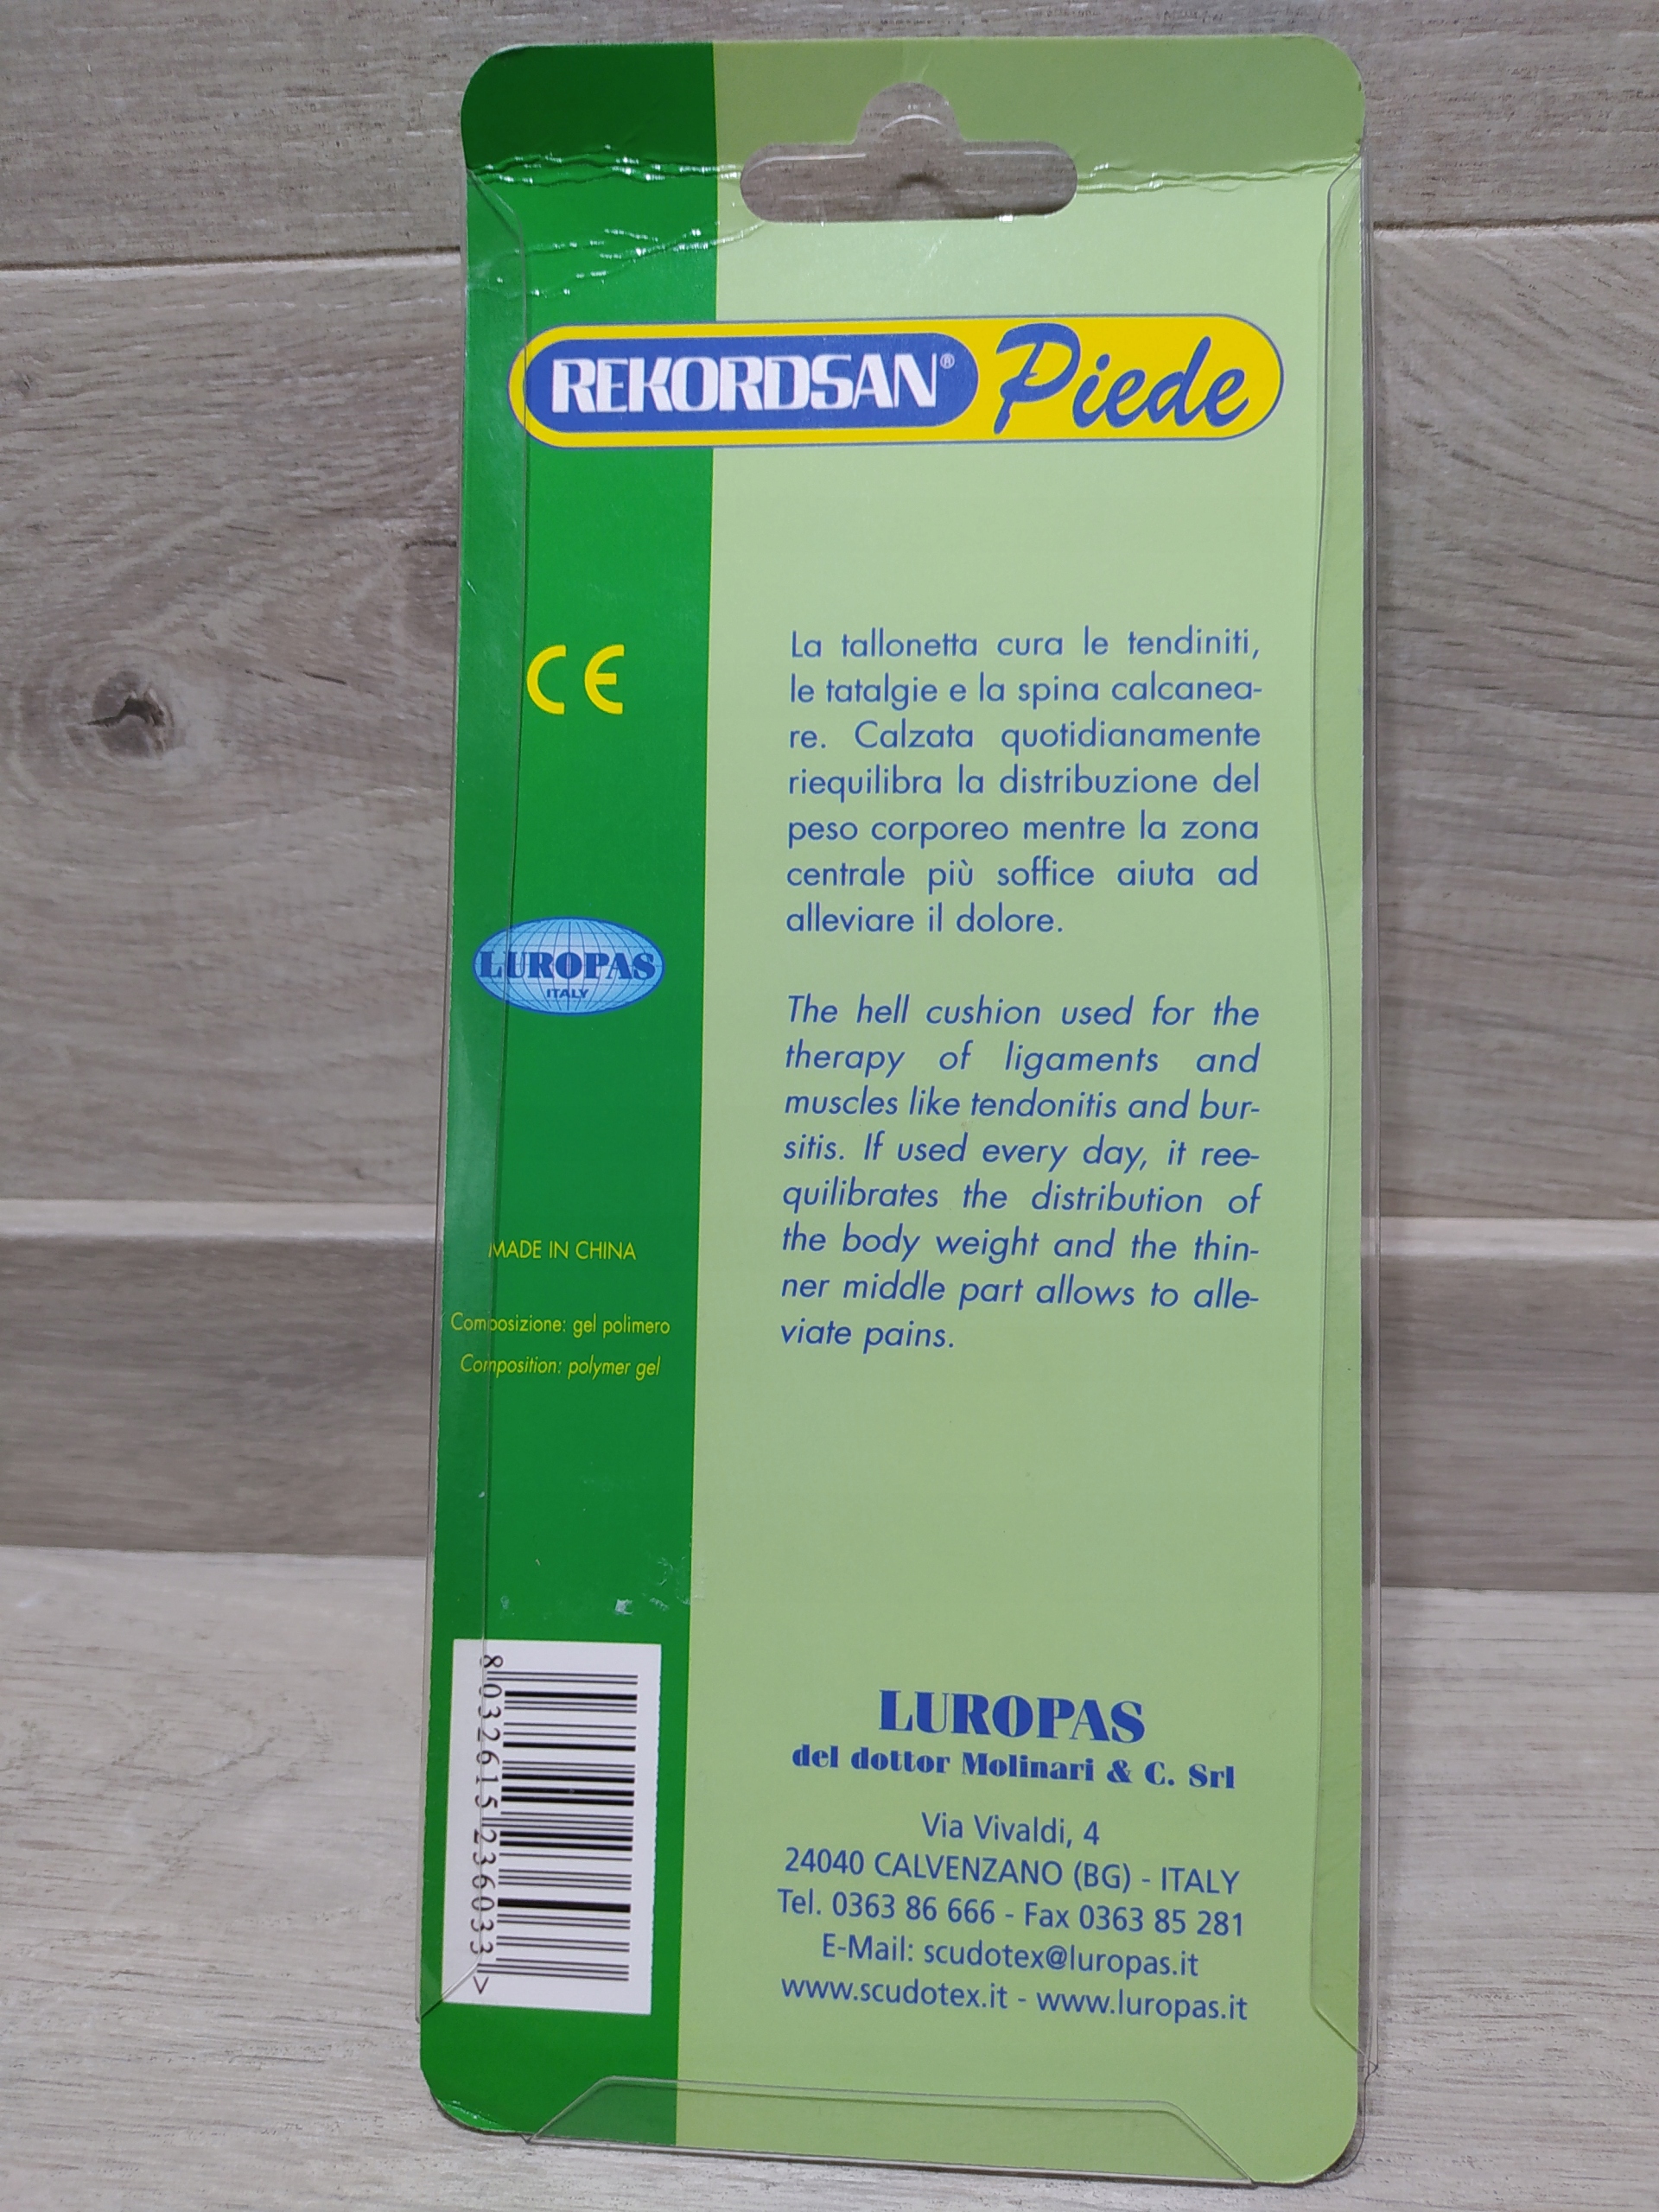 REKORDSAN® Piede
CE
La tallonetta cura le tendiniti,
le tatalgie e la spina calcanea-
re. Calzata quotidianamente
riequilibra la distribuzione del
peso corporeo mentre la zona
centrale più soffice aiuta ad
alleviare il dolore.
LUROPAS
ITALY
The hell cushion used for the
therapy of ligaments and
muscles like tendonitis and bur-
sitis. If used every day, it ree-
quilibrates the distribution of
the body weight and the thin-
ner middle part allows to alle-
viate pains.
MADE IN CHINA
Composizione: gel polimero
Composition: polymer gel
8 032615 236033 >
LUROPAS
del dottor Molinari & C. Srl
Via Vivaldi, 4
24040 CALVENZANO (BG) - ITALY
Tel. 0363 86 666 - Fax 0363 85 281
E-Mail: scudotex@luropas.it
www.scudotex.it - www.luropas.it